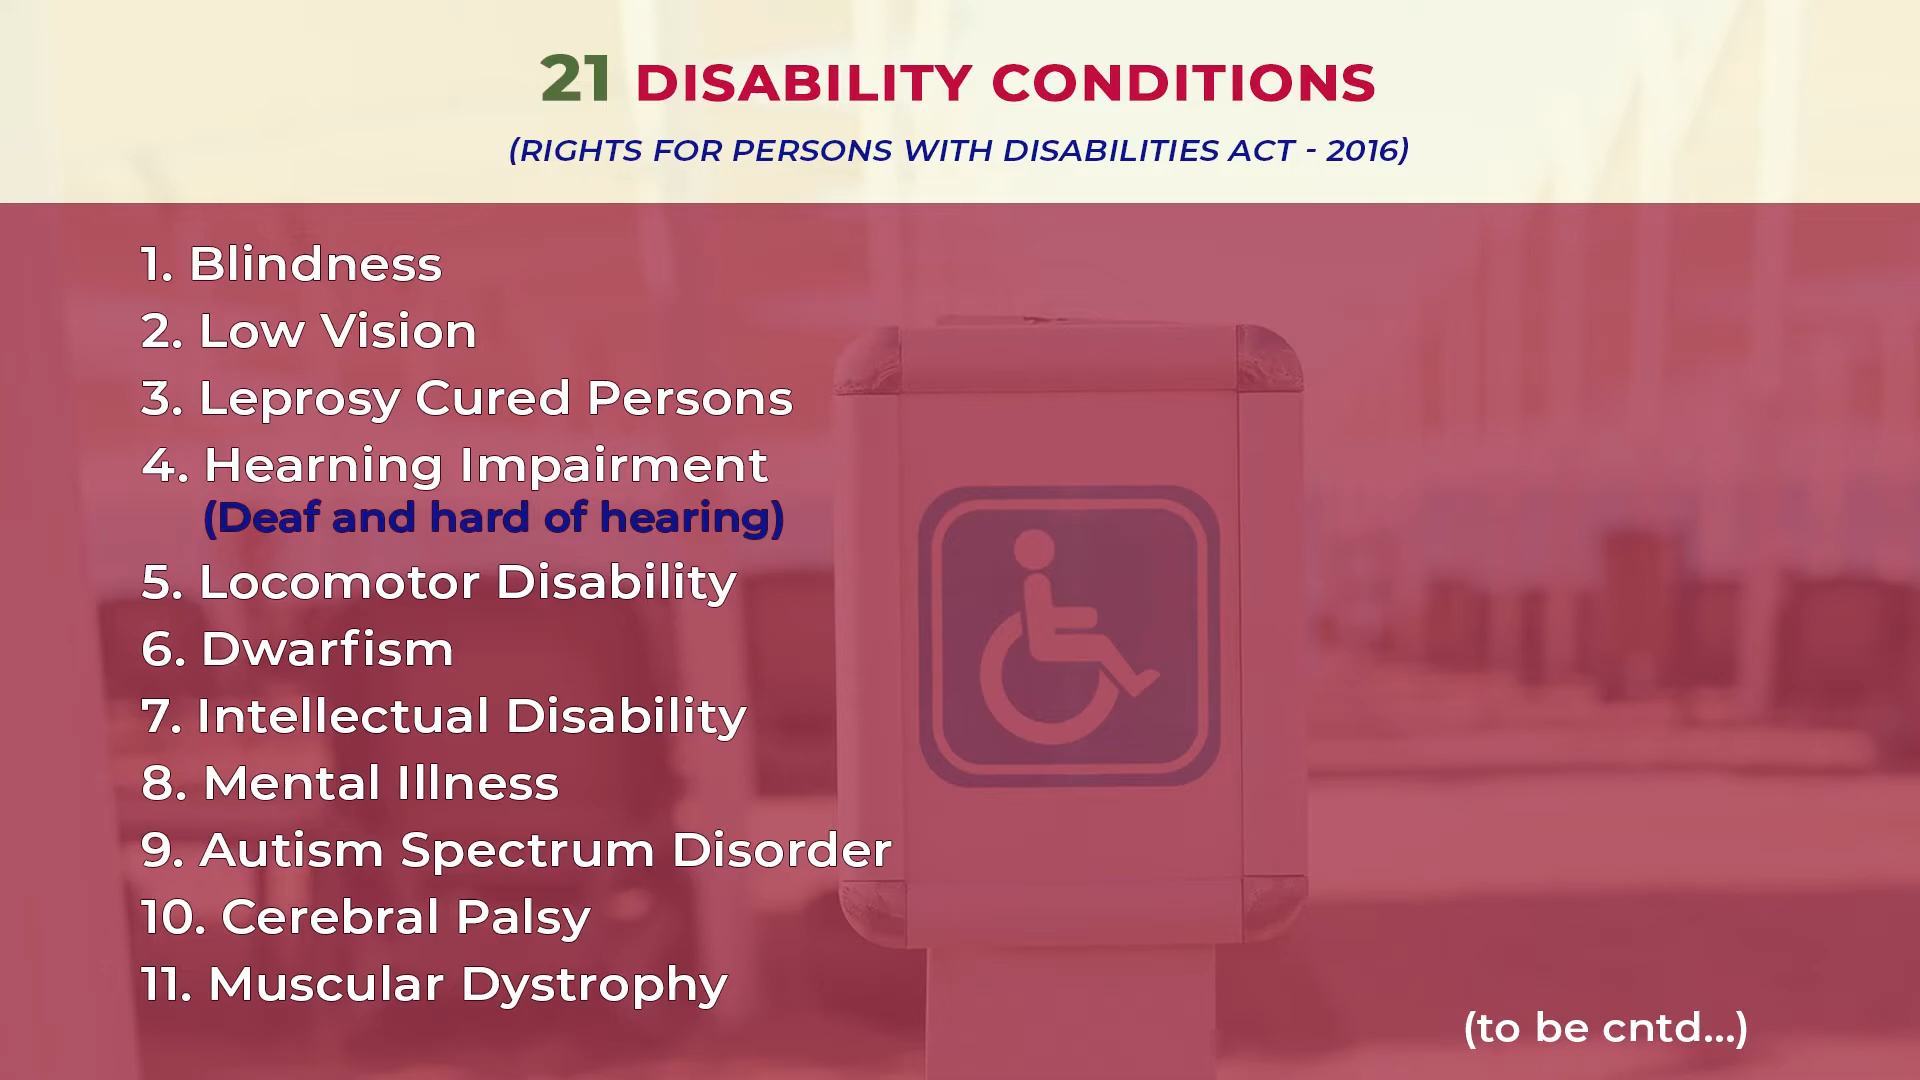 21 DISABILITY CONDITIONS
(RIGHTS FOR PERSONS WITH DISABILITIES ACT - 2016)
1. Blindness
2. Low Vision
3. Leprosy Cured Persons
4. Hearning Impairment
(Deaf and hard of hearing)
5. Locomotor Disability
6. Dwarfism
7. Intellectual Disability
8. Mental Illness
9. Autism Spectrum Disorder
10. Cerebral Palsy
11. Muscular Dystrophy
(to be cntd...)